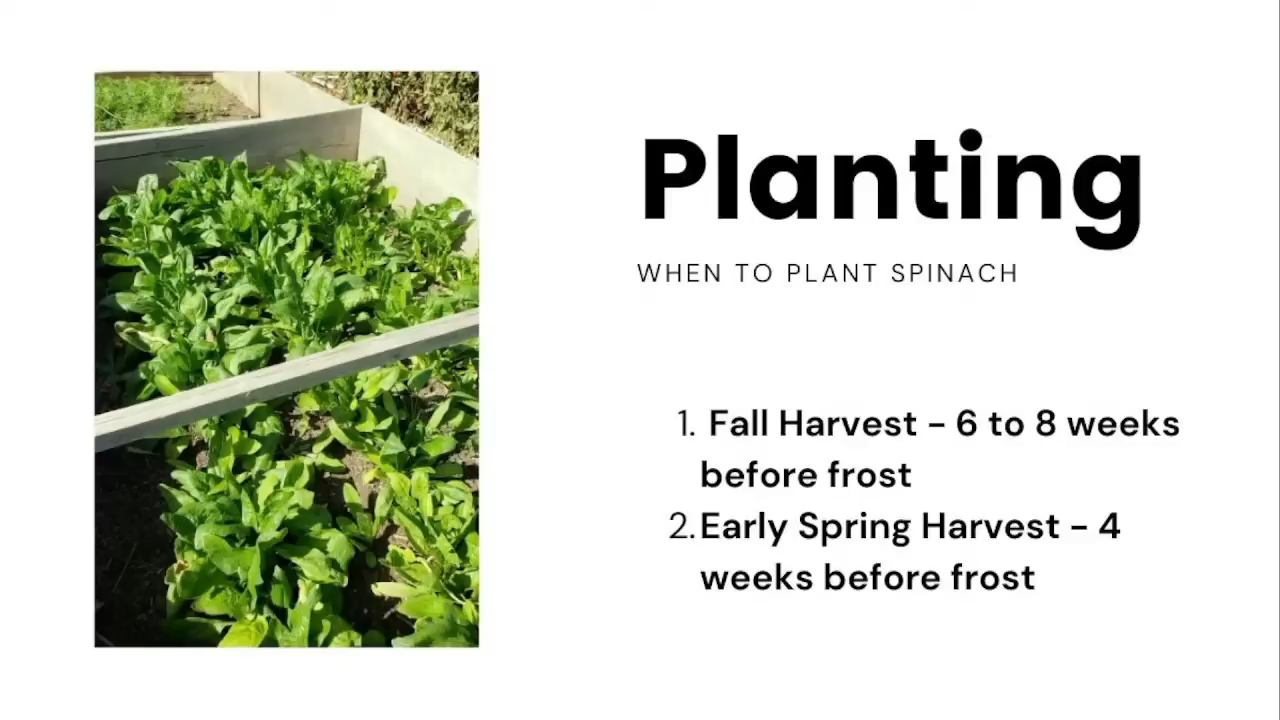 Planting
WHEN TO PLANT SPINACH
1. Fall Harvest - 6 to 8 weeks
before frost
2. Early Spring Harvest - 4
weeks before frost